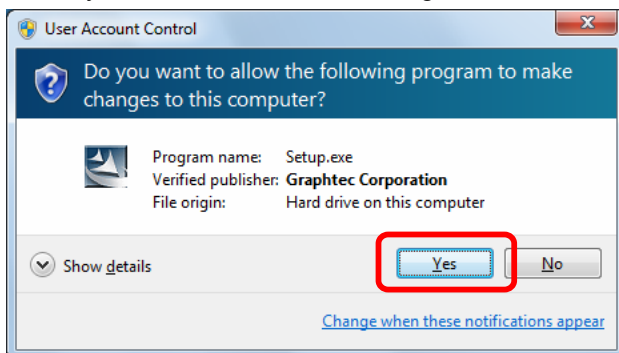 User Account Control
Do you want to allow the following program to make
changes to this computer?
Program name: Setup.exe
Verified publisher: Graphtec Corporation
File origin: Hard drive on this computer
Show details
Yes
No
Change when these notifications appear